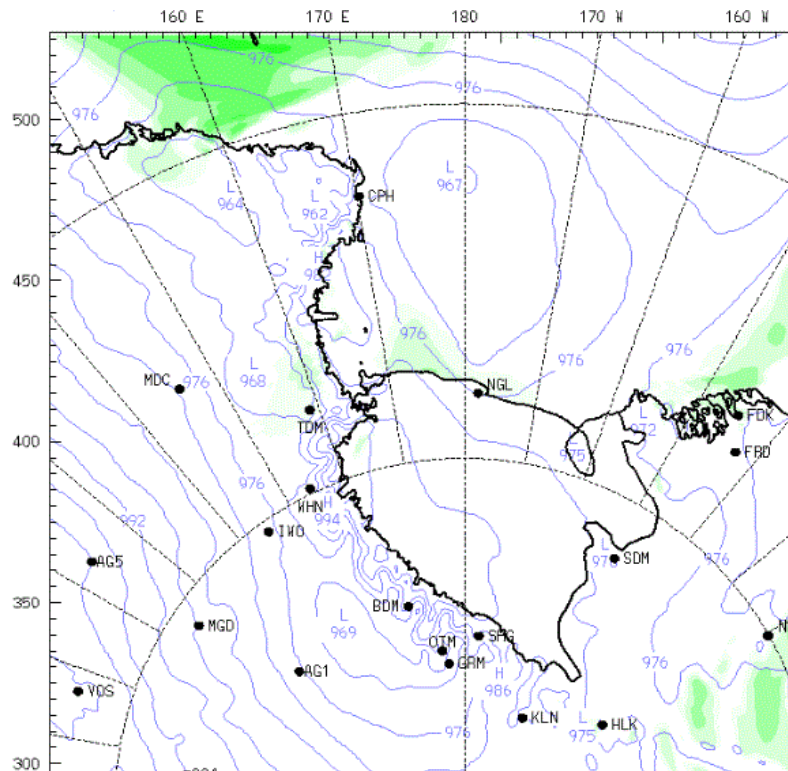 160 E 170 E 180 170 W 160 W
976
976
976
976
500
L
967
L
964
CPH
L
962
H
450
976
976
976
L
968
MDC
976
NGL
TDM
L
972
FDK
400
L
975
FRD
976
WHN
H
994
992
IWO
976
AG5
L
SDM
350
BDM
L
969
MGD
SHG
OTM
GRM
976
AG1
H
986
VOS
976
KLN
L
975
HLK
300